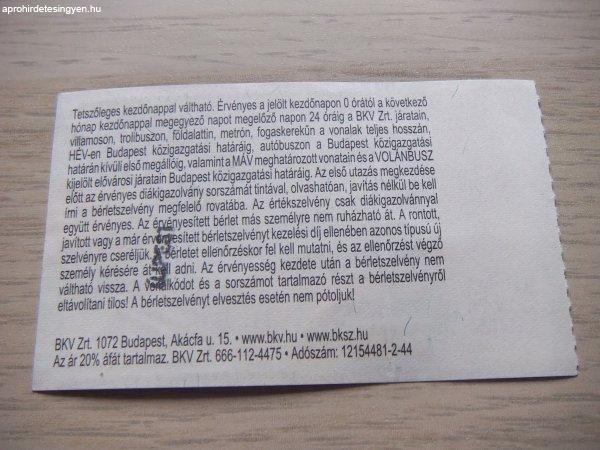 aprohirdetesingyen.hu
Tetszőleges kezdőnappal váltható. Érvényes a jelölt kezdőnapon 0 órától a következő
hónap kezdőnappal megegyező napot megelőző napon 24 óráig a BKV Zrt. járatain,
villamoson, trolibuszon, földalattin, metrón, fogaskerekűn a vonalak teljes hosszán,
HÉV-en Budapest közigazgatási határáig, autóbuszon a Budapest közigazgatási
határán kívüli első megállóig, valamint a MÁV meghatározott vonatain és a VOLÁNBUSZ
kijelölt elővárosi járatain Budapest közigazgatási határáig. Az első utazás megkezdése
előtt az érvényes diákigazolvány sorszámát tintával, olvashatóan, javítás nélkül be kell
írni a bérletszelvény megfelelő rovatába. Az értékszelvény csak diákigazolvánnyal
együtt érvényes. Az érvényesített bérlet más személyre nem ruházható át. A rontott,
javított vagy a már érvényesített bérletszelvényt kezelési díj ellenében azonos típusú új
szelvényre cseréljük. A bérletet ellenőrzéskor fel kell mutatni, és az ellenőrzést végző
személy kérésére át kell adni. Az érvényesség kezdete után a bérletszelvény nem
váltható vissza. A vonalkódot és a sorszámot tartalmazó részt a bérletszelvényről
eltávolítani tilos! A bérletszelvényt elvesztés esetén nem pótoljuk!
BKV Zrt. 1072 Budapest, Akácfa u. 15. • www.bkv.hu • www.bksz.hu
Az ár 20% áfát tartalmaz. BKV Zrt. 666-112-4475 • Adószám: 12154481-2-44